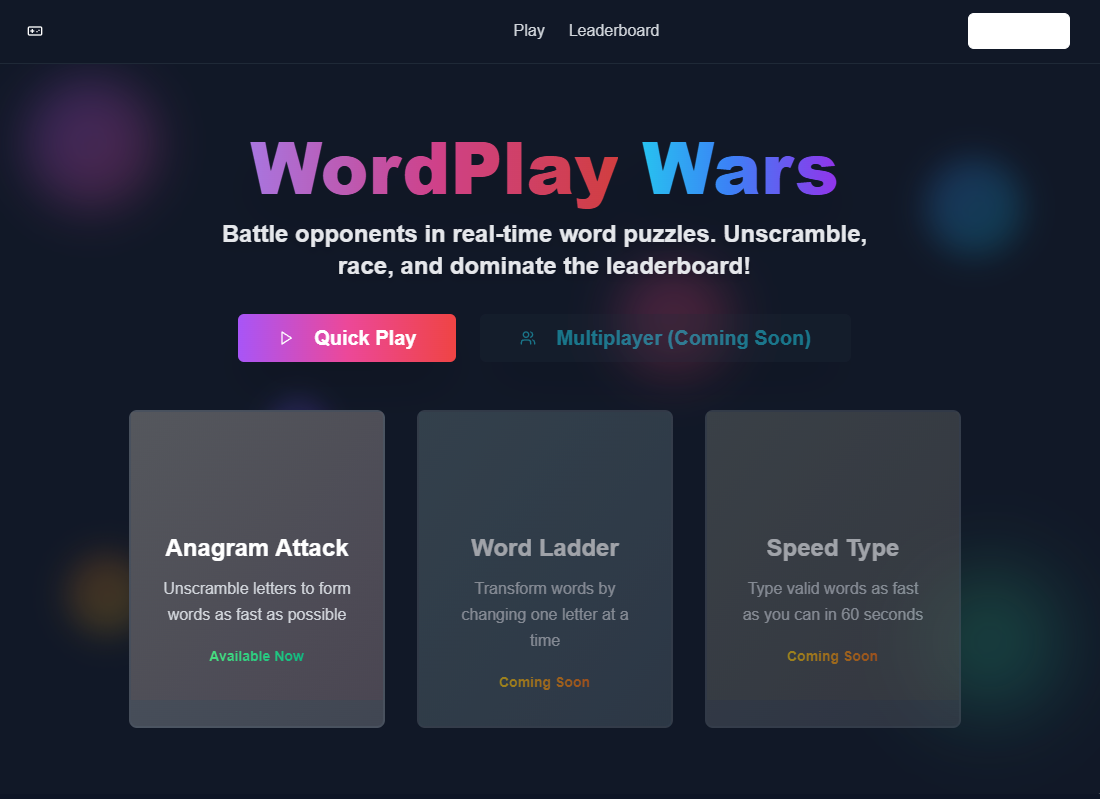 Play Leaderboard
WordPlay Wars
Battle opponents in real-time word puzzles. Unscramble,
race, and dominate the leaderboard!
Quick Play
Multiplayer (Coming Soon)
Anagram Attack
Unscramble letters to form
words as fast as possible
Available Now
Word Ladder
Transform words by
changing one letter at a
time
Coming Soon
Speed Type
Type valid words as fast
as you can in 60 seconds
Coming Soon